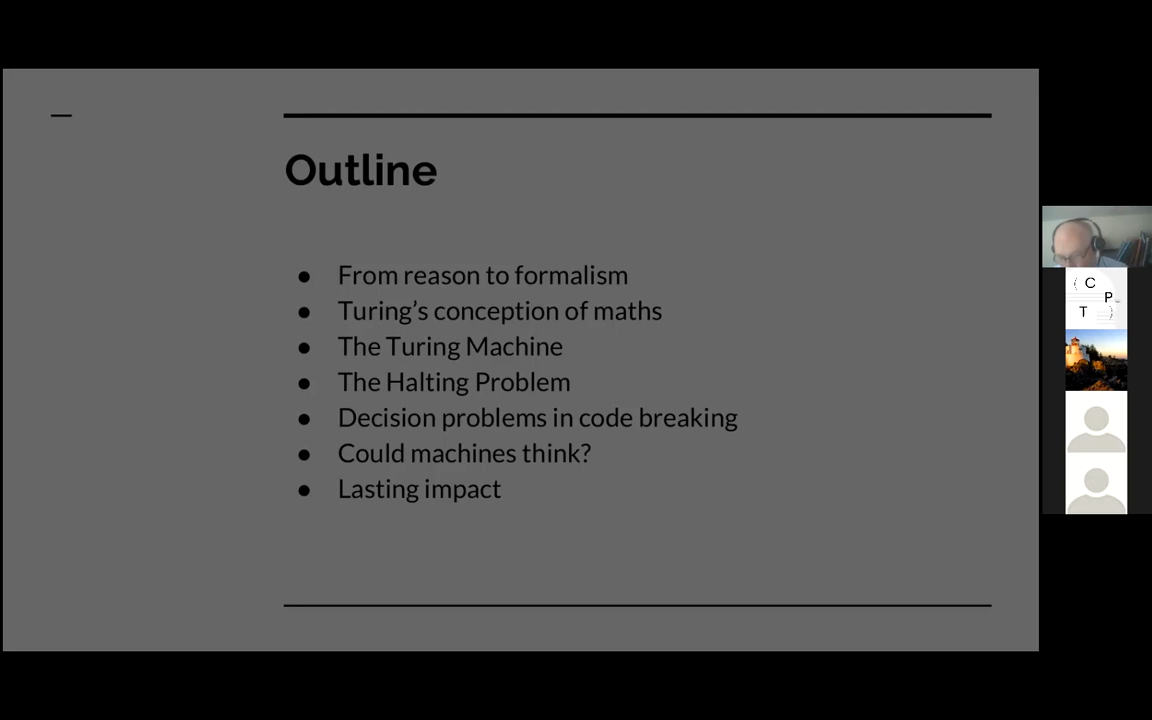 Outline
● From reason to formalism
● Turing’s conception of maths
● The Turing Machine
● The Halting Problem
● Decision problems in code breaking
● Could machines think?
● Lasting impact
C
P
T